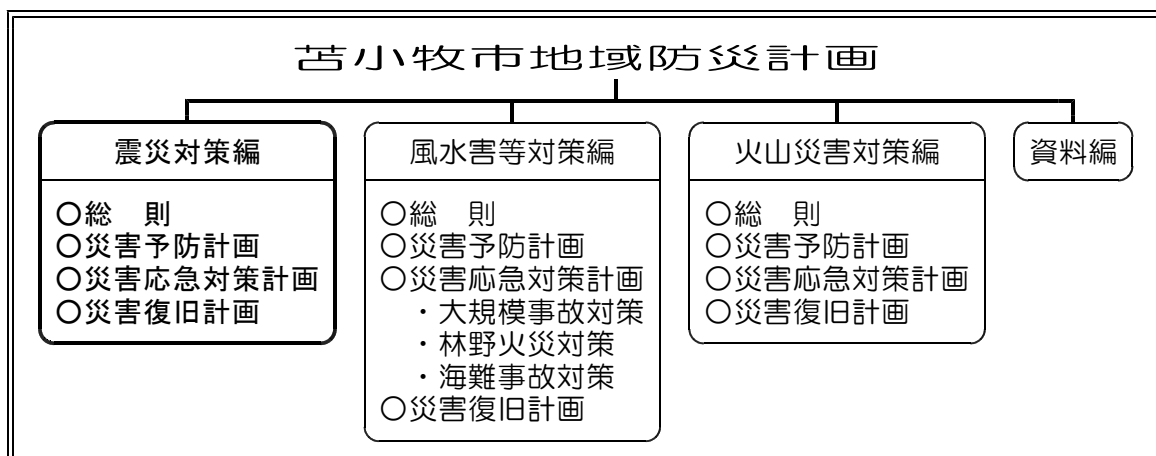 苫小牧市地域防災計画
震災対策編
○総　則
○災害予防計画
○災害応急対策計画
○災害復旧計画
風水害等対策編
○総　則
○災害予防計画
○災害応急対策計画
・大規模事故対策
・林野火災対策
・海難事故対策
○災害復旧計画
火山災害対策編
○総　則
○災害予防計画
○災害応急対策計画
○災害復旧計画
資料編